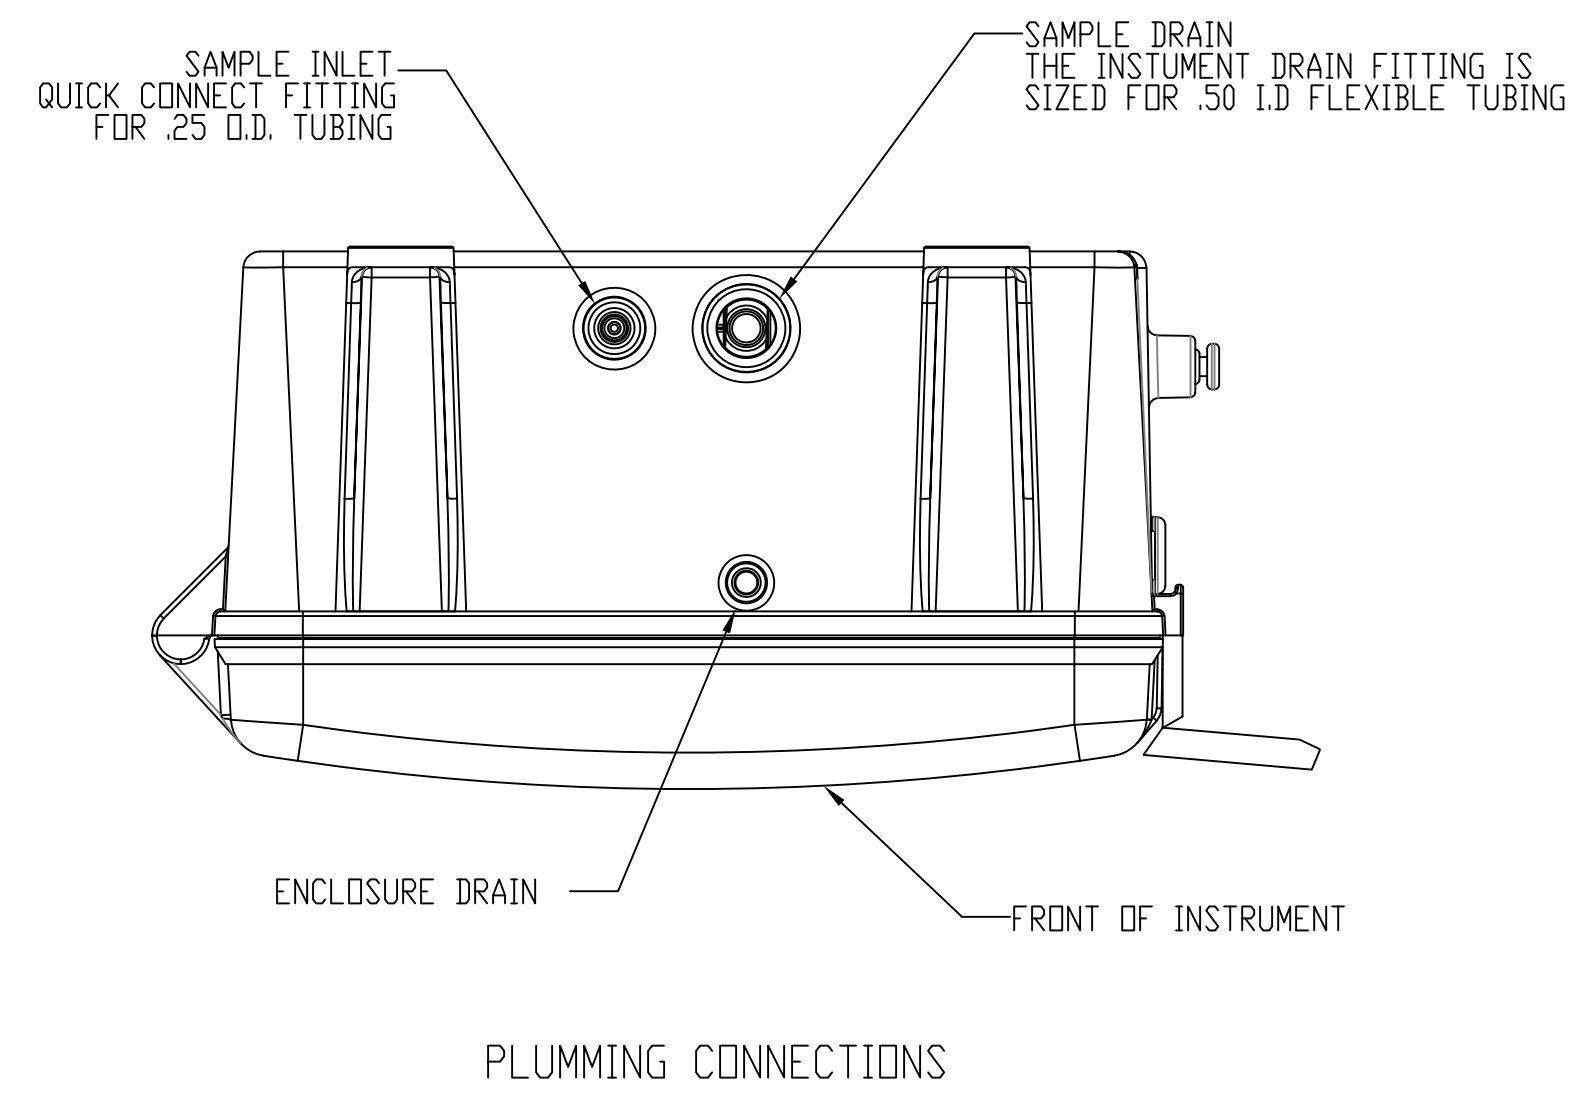 SAMPLE INLET
QUICK CONNECT FITTING
FOR .25 O.D. TUBING
SAMPLE DRAIN
THE INSTUMENT DRAIN FITTING IS
SIZED FOR .50 I.D FLEXIBLE TUBING
ENCLOSURE DRAIN
FRONT OF INSTRUMENT
PLUMMING CONNECTIONS